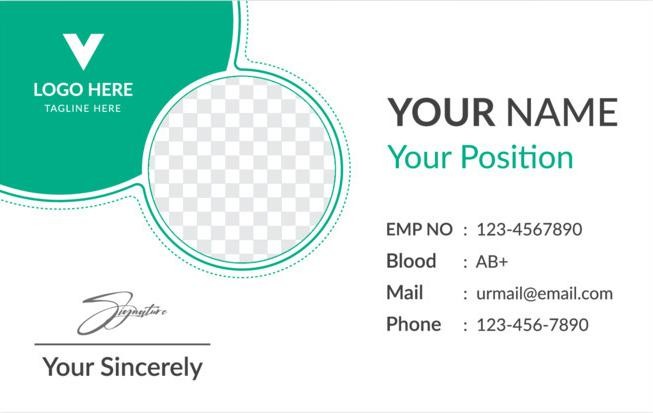 LOGO HERE
TAGLINE HERE
YOUR NAME
Your Position
EMP NO : 123-4567890
Blood : AB+
Mail : urmail@email.com
Phone : 123-456-7890
Signature
Your Sincerely